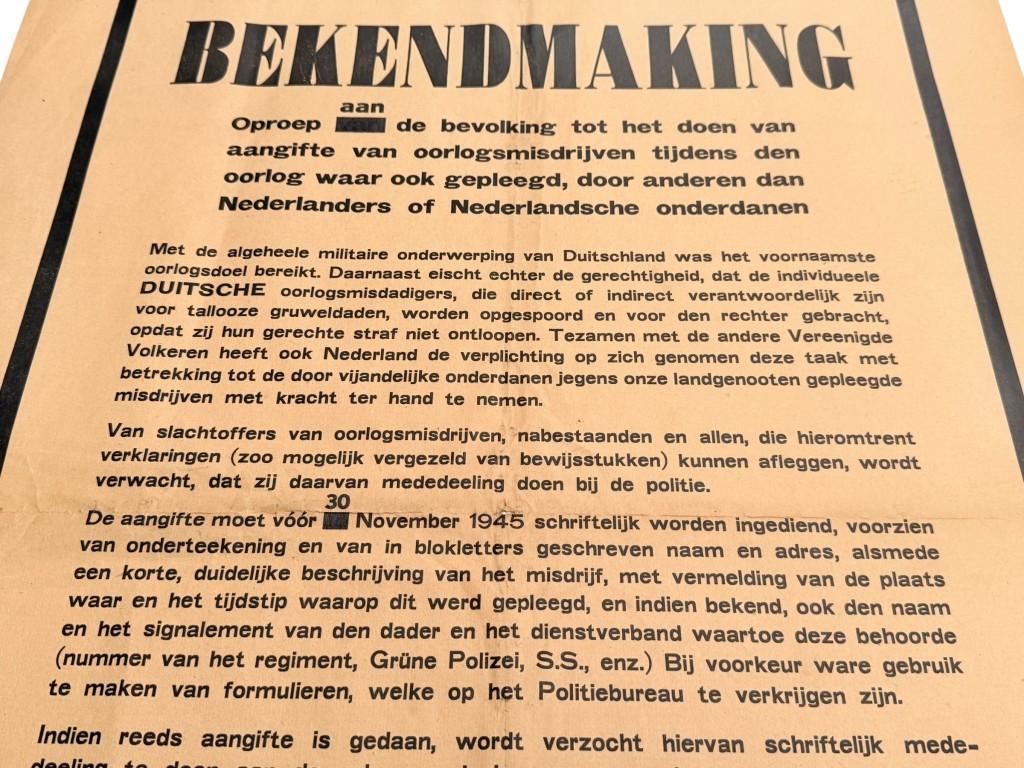 BEKENDMAKING
aan
Oproep de bevolking tot het doen van
aangifte van oorlogsmisdrijven tijdens den
oorlog waar ook gepleegd, door anderen dan
Nederlanders of Nederlandsche onderdanen
Met de algeheele militaire onderwerping van Duitschland was het voornaamste
oorlogsdoel bereikt. Daarnaast eischt echter de gerechtigheid, dat de individueele
DUITSCHE oorlogsmisdadigers, die direct of indirect verantwoordelijk zijn
voor tallooze gruweldaden, worden opgespoord en voor den rechter gebracht,
opdat zij hun gerechte straf niet ontloopen. Tezamen met de andere Vereenigde
Volkeren heeft ook Nederland de verplichting op zich genomen deze taak met
betrekking tot de door vijandelijke onderdanen jegens onze landgenooten gepleegde
misdrijven met kracht ter hand te nemen.
Van slachtoffers van oorlogsmisdrijven, nabestaanden en allen, die hieromtrent
verklaringen (zoo mogelijk vergezeld van bewijsstukken) kunnen afleggen, wordt
verwacht, dat zij daarvan mededeeling doen bij de politie.
30
De aangifte moet vóór November 1945 schriftelijk worden ingediend, voorzien
van onderteekening en van in blokletters geschreven naam en adres, alsmede
een korte, duidelijke beschrijving van het misdrijf, met vermelding van de plaats
waar en het tijdstip waarop dit werd gepleegd, en indien bekend, ook den naam
en het signalement van den dader en het dienstverband waartoe deze behoorde
(nummer van het regiment, Grüne Polizei, S.S., enz.) Bij voorkeur ware gebruik
te maken van formulieren, welke op het Politiebureau te verkrijgen zijn.
Indien reeds aangifte is gedaan, wordt verzocht hiervan schriftelijk mede-
deeling te doen aan de